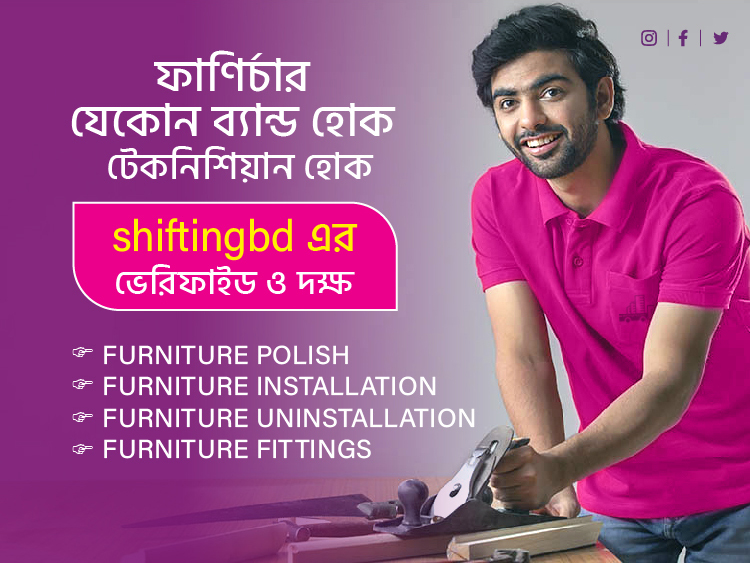 ফার্ণিচার
যেকোন ব্যান্ড হোক
টেকনিশিয়ান হোক
shiftingbd এর
ভেরিফাইড ও দক্ষ
☞ FURNITURE POLISH
☞ FURNITURE INSTALLATION
☞ FURNITURE UNINSTALLATION
☞ FURNITURE FITTINGS